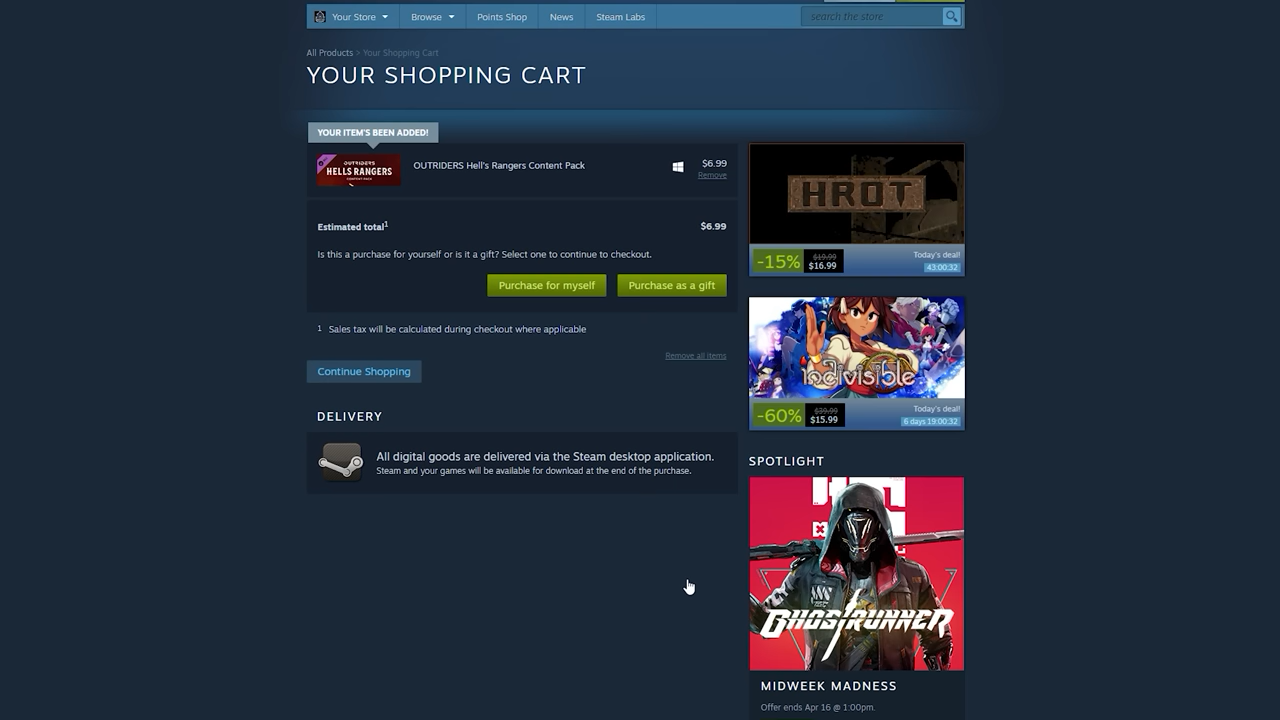 Your Store
Browse
Points Shop
News
Steam Labs
search the store
All Products > Your Shopping Cart
YOUR SHOPPING CART
YOUR ITEM'S BEEN ADDED!
OUTRIDERS
HELLS RANGERS
CONTENT PACK
OUTRIDERS Hell's Rangers Content Pack
$6.99
Remove
Estimated total1
$6.99
Is this a purchase for yourself or is it a gift? Select one to continue to checkout.
Purchase for myself
Purchase as a gift
1 Sales tax will be calculated during checkout where applicable
Remove all items
Continue Shopping
DELIVERY
All digital goods are delivered via the Steam desktop application.
Steam and your games will be available for download at the end of the purchase.
HROT
-15%
$19.99
$16.99
Today's deal!
43:00:32
Indivisible
-60%
$39.99
$15.99
Today's deal!
6 days 19:00:32
SPOTLIGHT
GHOSTRUNNER
MIDWEEK MADNESS
Offer ends Apr 16 @ 1:00pm.